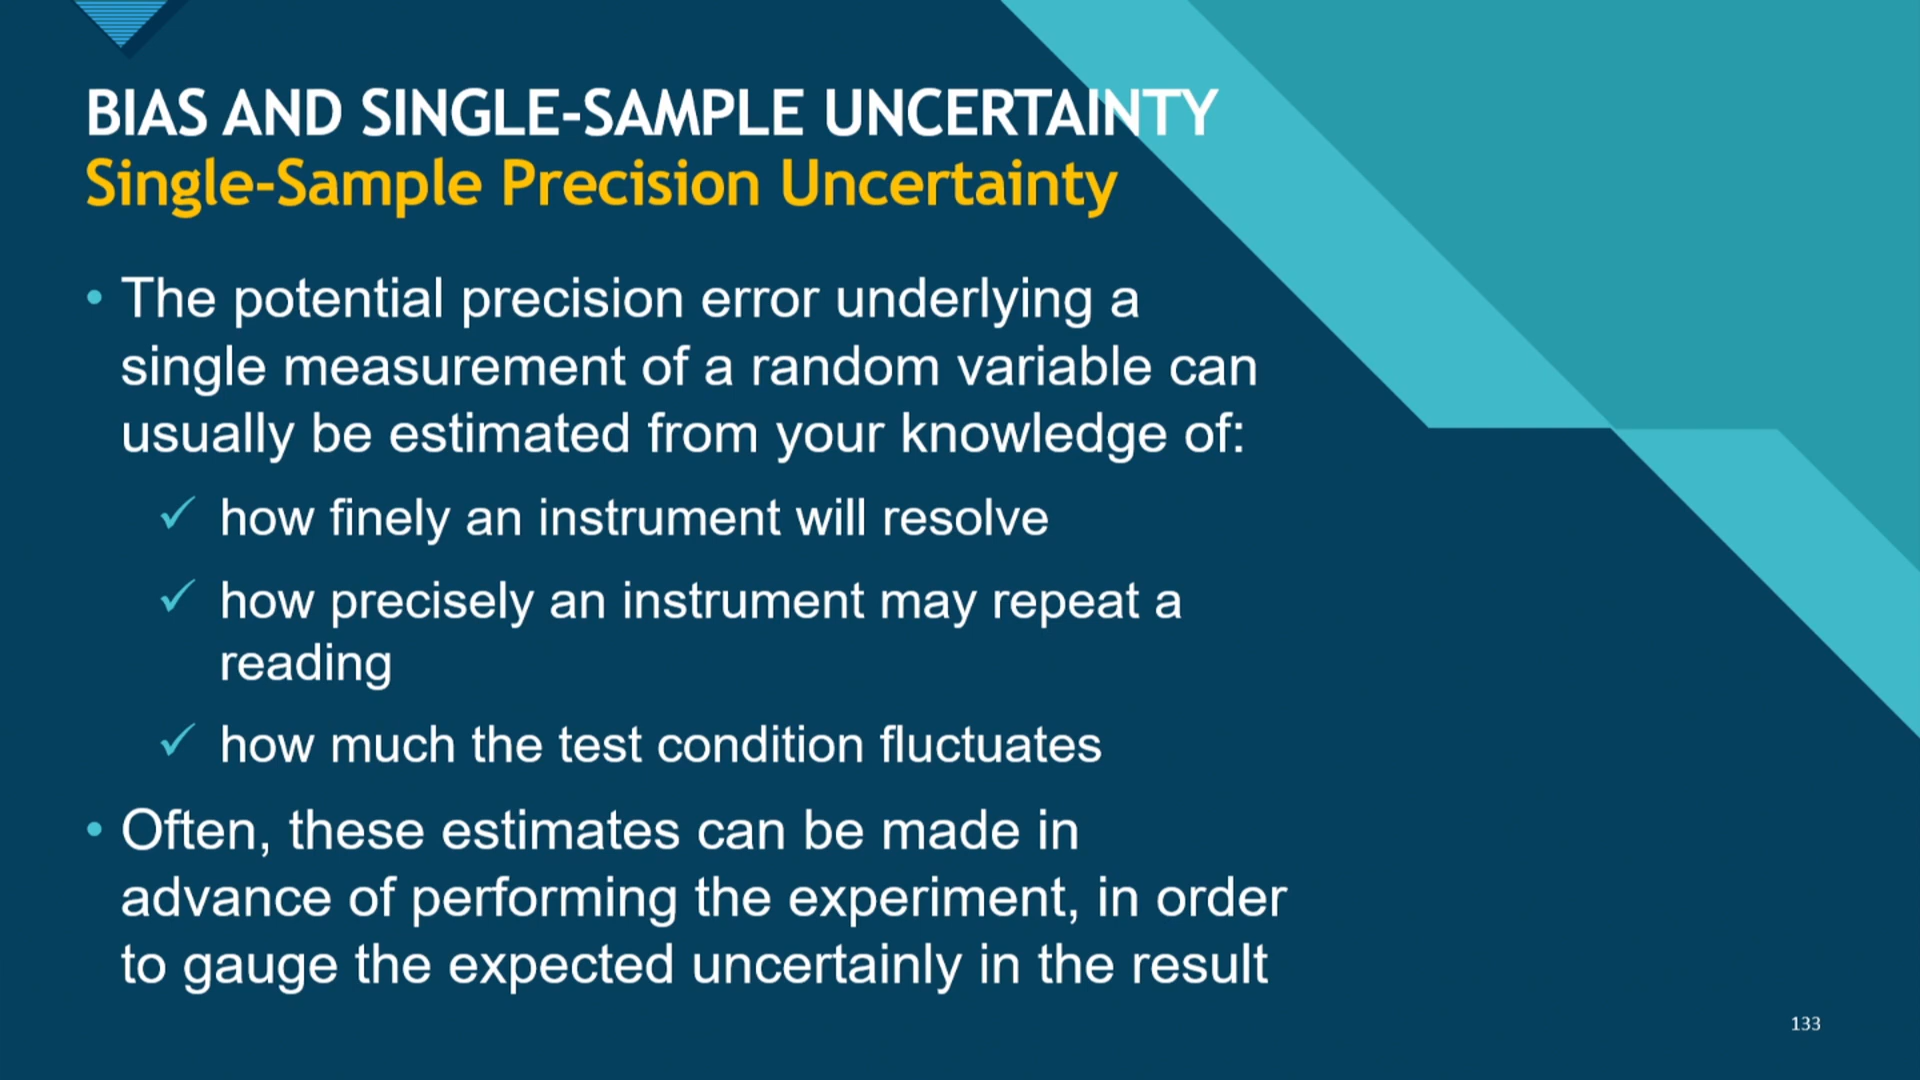 BIAS AND SINGLE-SAMPLE UNCERTAINTY
Single-Sample Precision Uncertainty
• The potential precision error underlying a
single measurement of a random variable can
usually be estimated from your knowledge of:
✓ how finely an instrument will resolve
✓ how precisely an instrument may repeat a
reading
✓ how much the test condition fluctuates
• Often, these estimates can be made in
advance of performing the experiment, in order
to gauge the expected uncertainly in the result
133